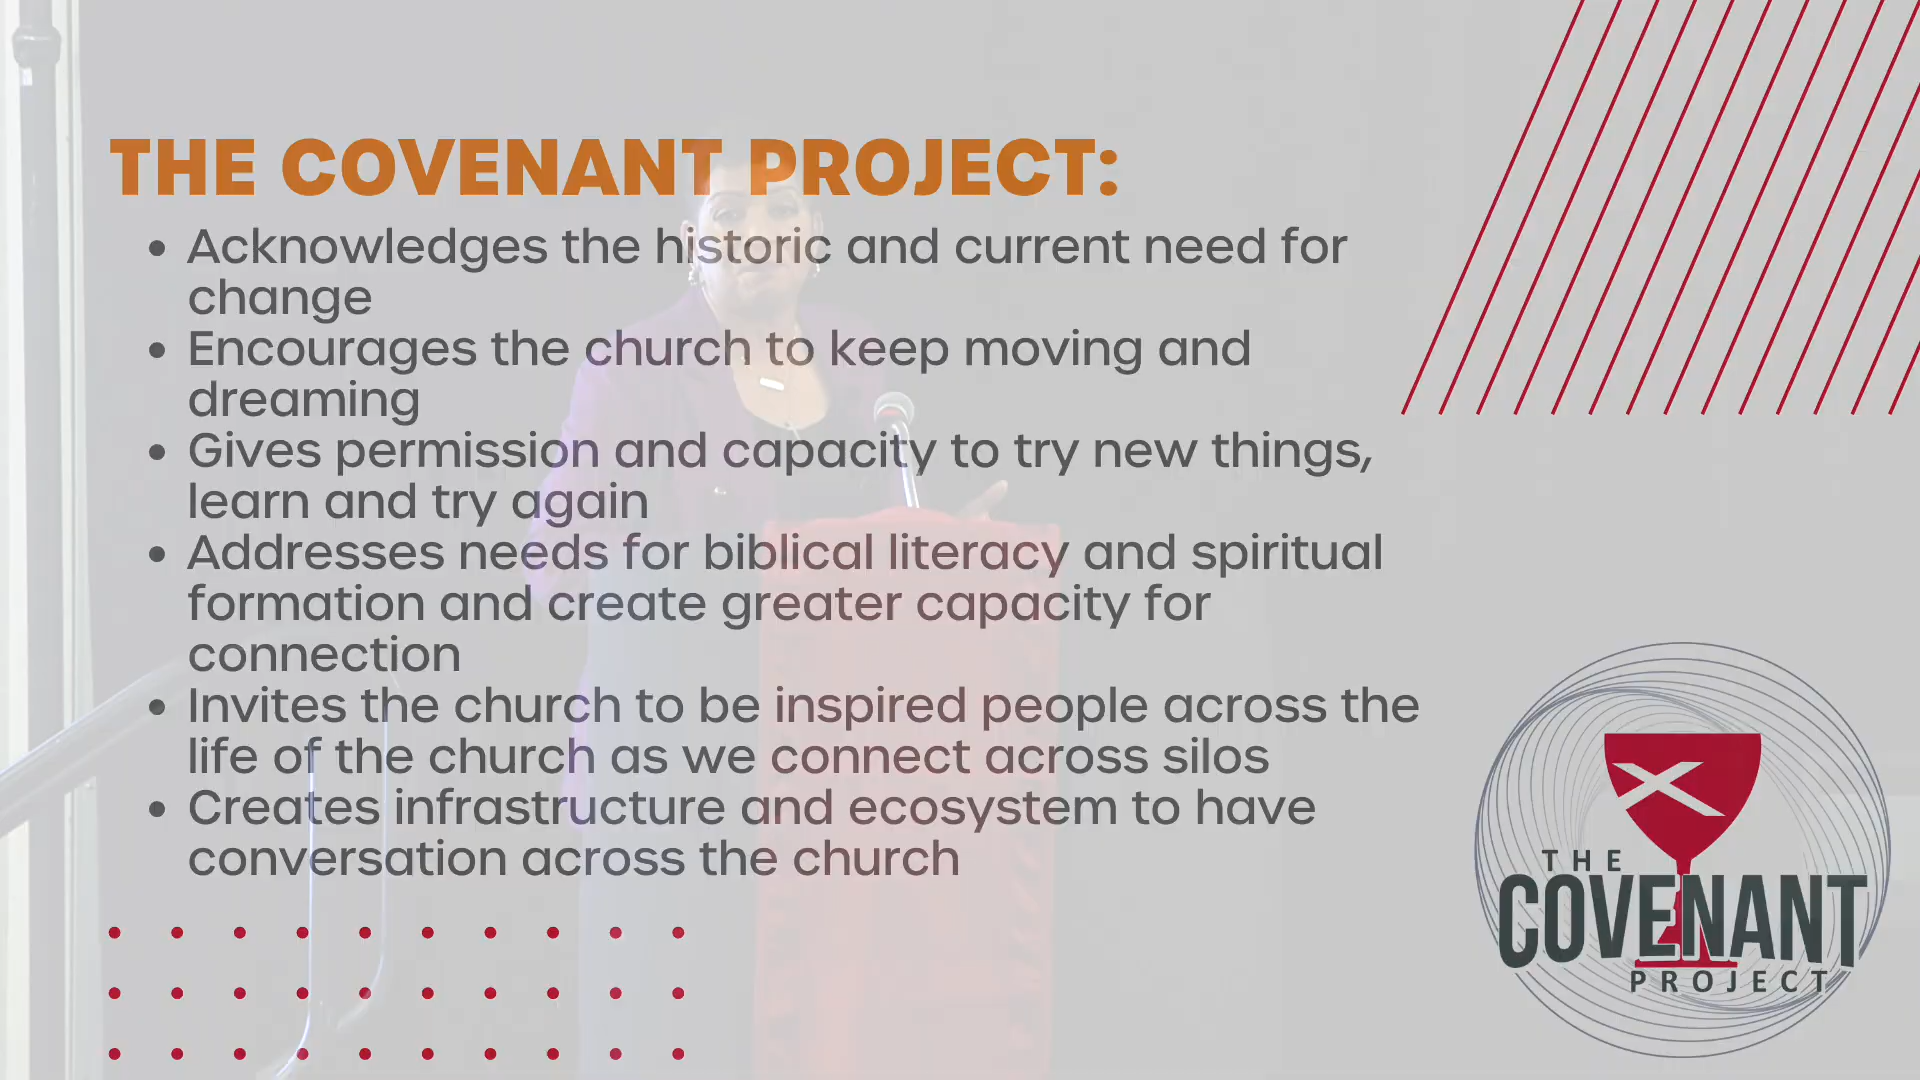 THE COVENANT PROJECT:
• Acknowledges the historic and current need for
change
• Encourages the church to keep moving and
dreaming
• Gives permission and capacity to try new things,
learn and try again
• Addresses needs for biblical literacy and spiritual
formation and create greater capacity for
connection
• Invites the church to be inspired people across the
life of the church as we connect across silos
• Creates infrastructure and ecosystem to have
conversation across the church
THE
COVENANT
PROJECT